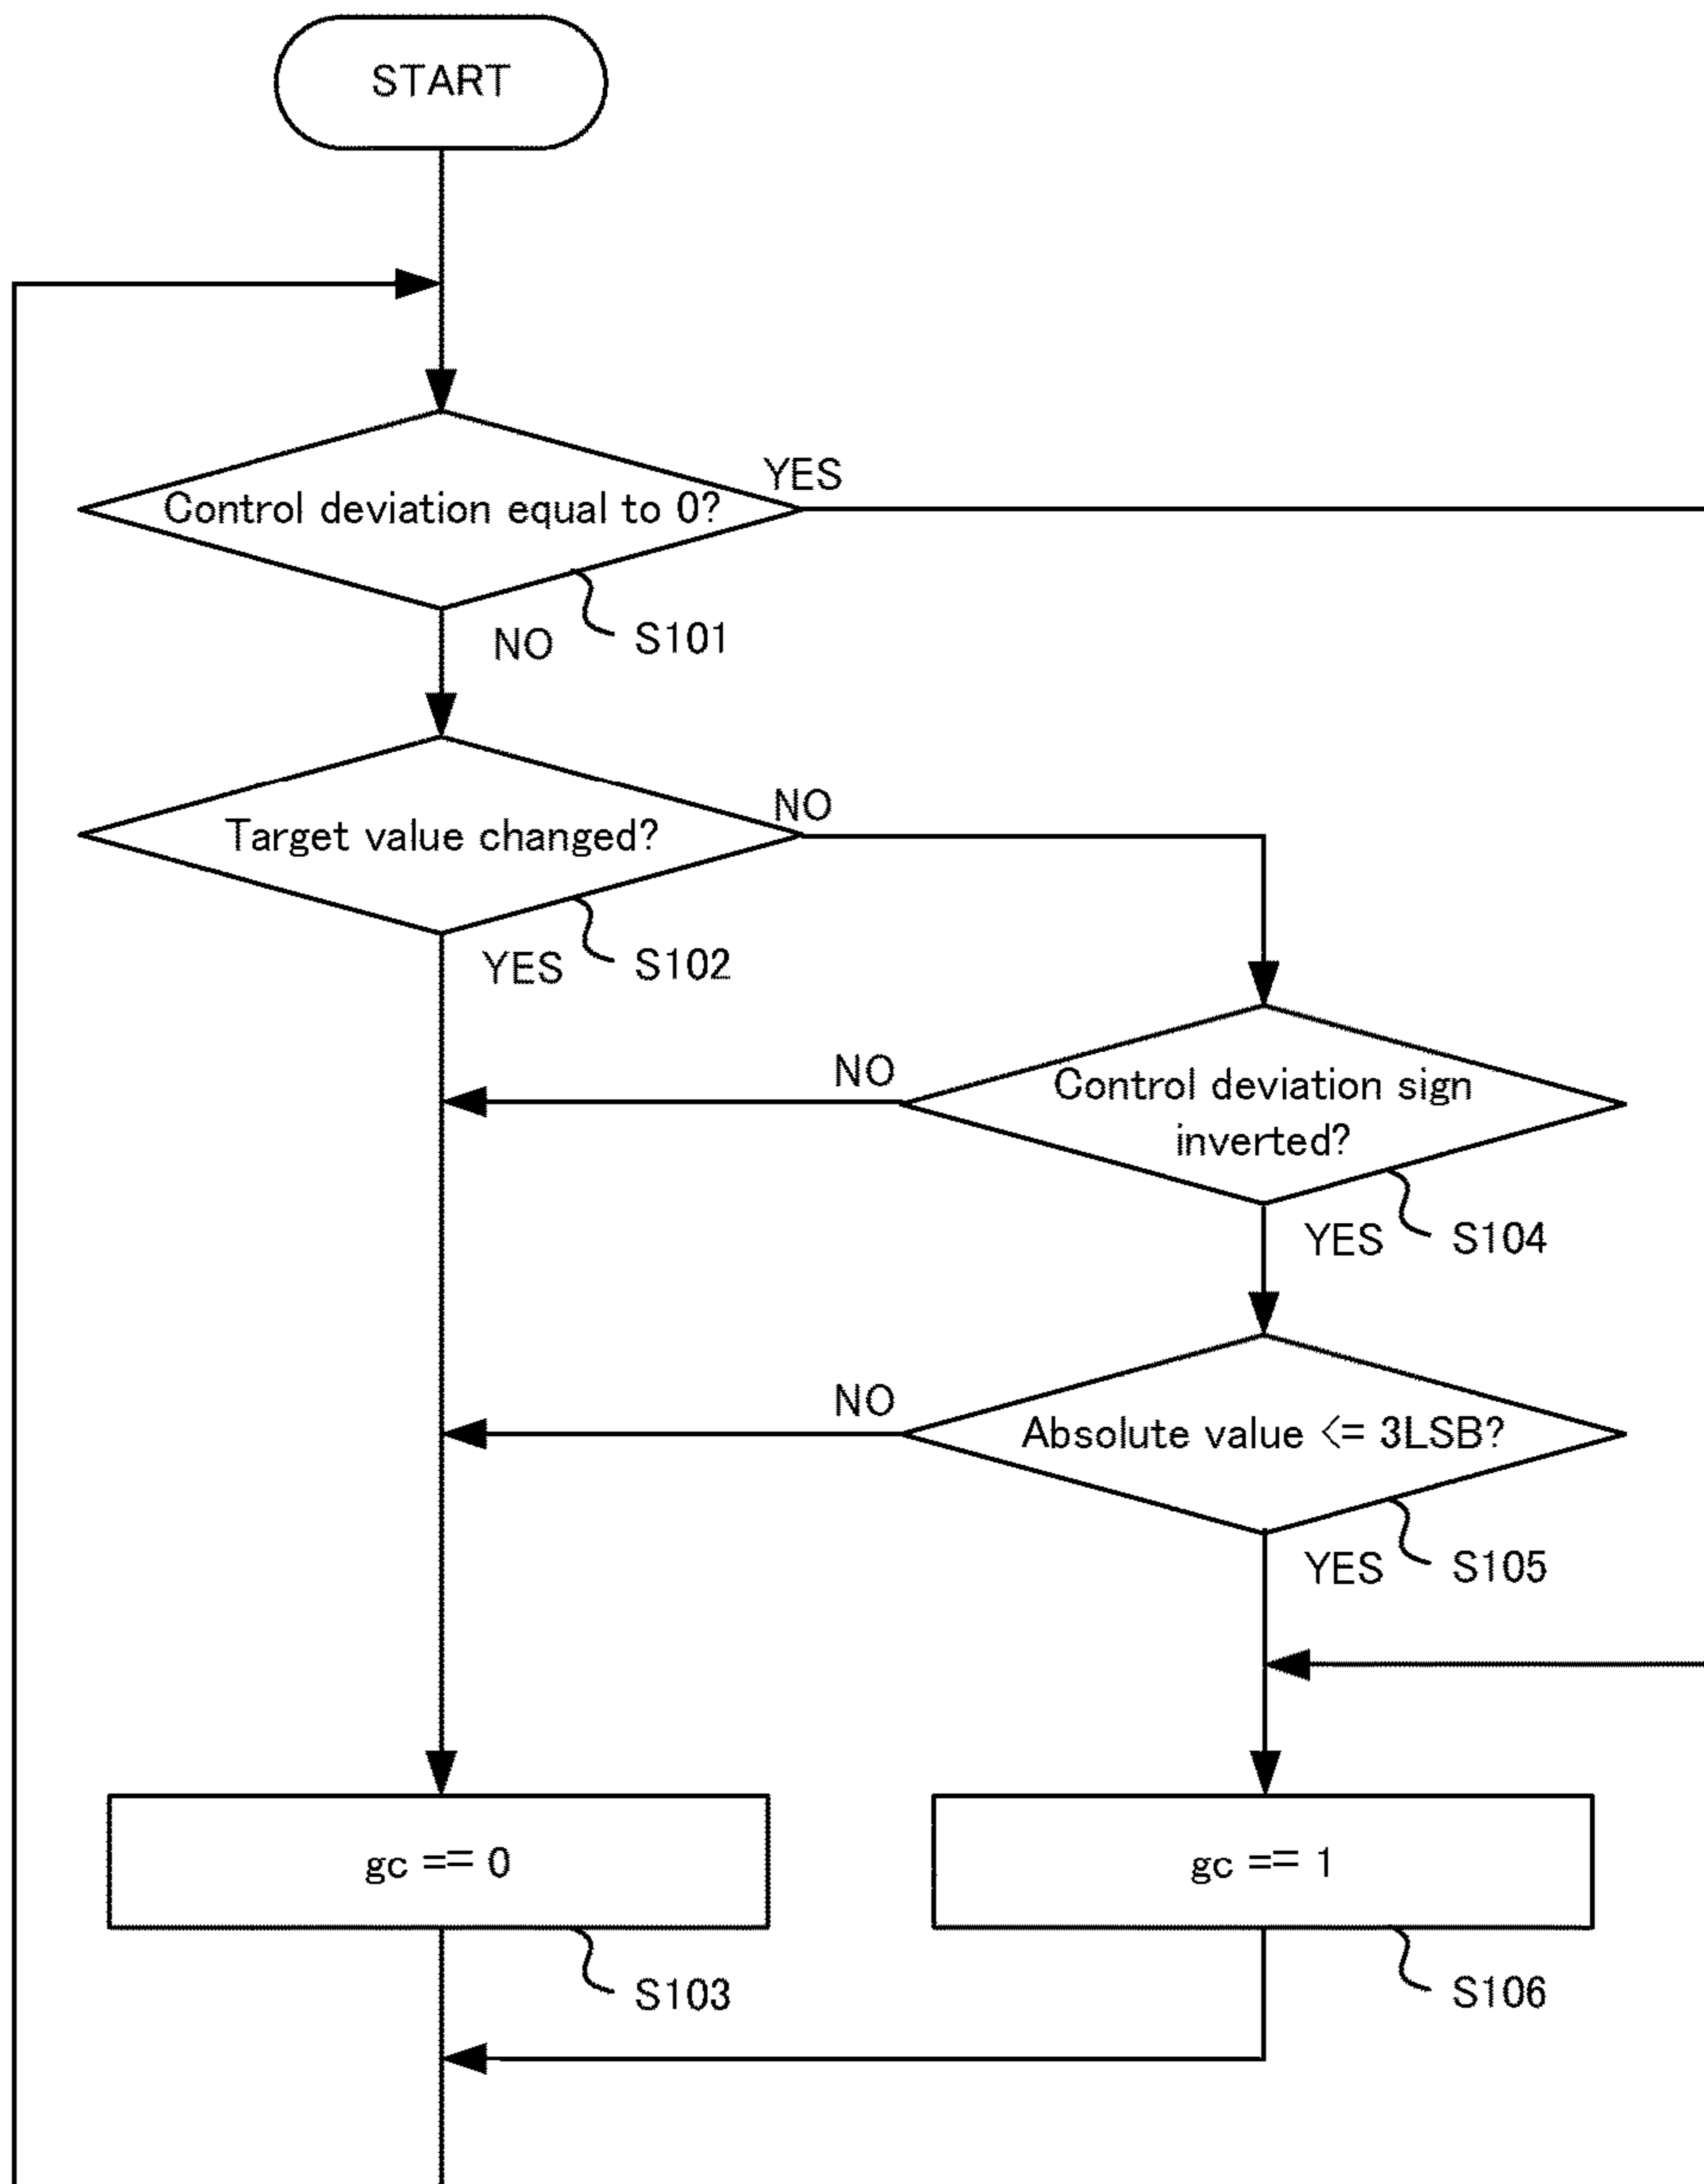 START
YES
Control deviation equal to 0?
NO
S101
NO
Target value changed?
YES
S102
NO
Control deviation sign
inverted?
YES
S104
NO
Absolute value <= 3LSB?
YES
S105
gc == 0
gc == 1
S103
S106